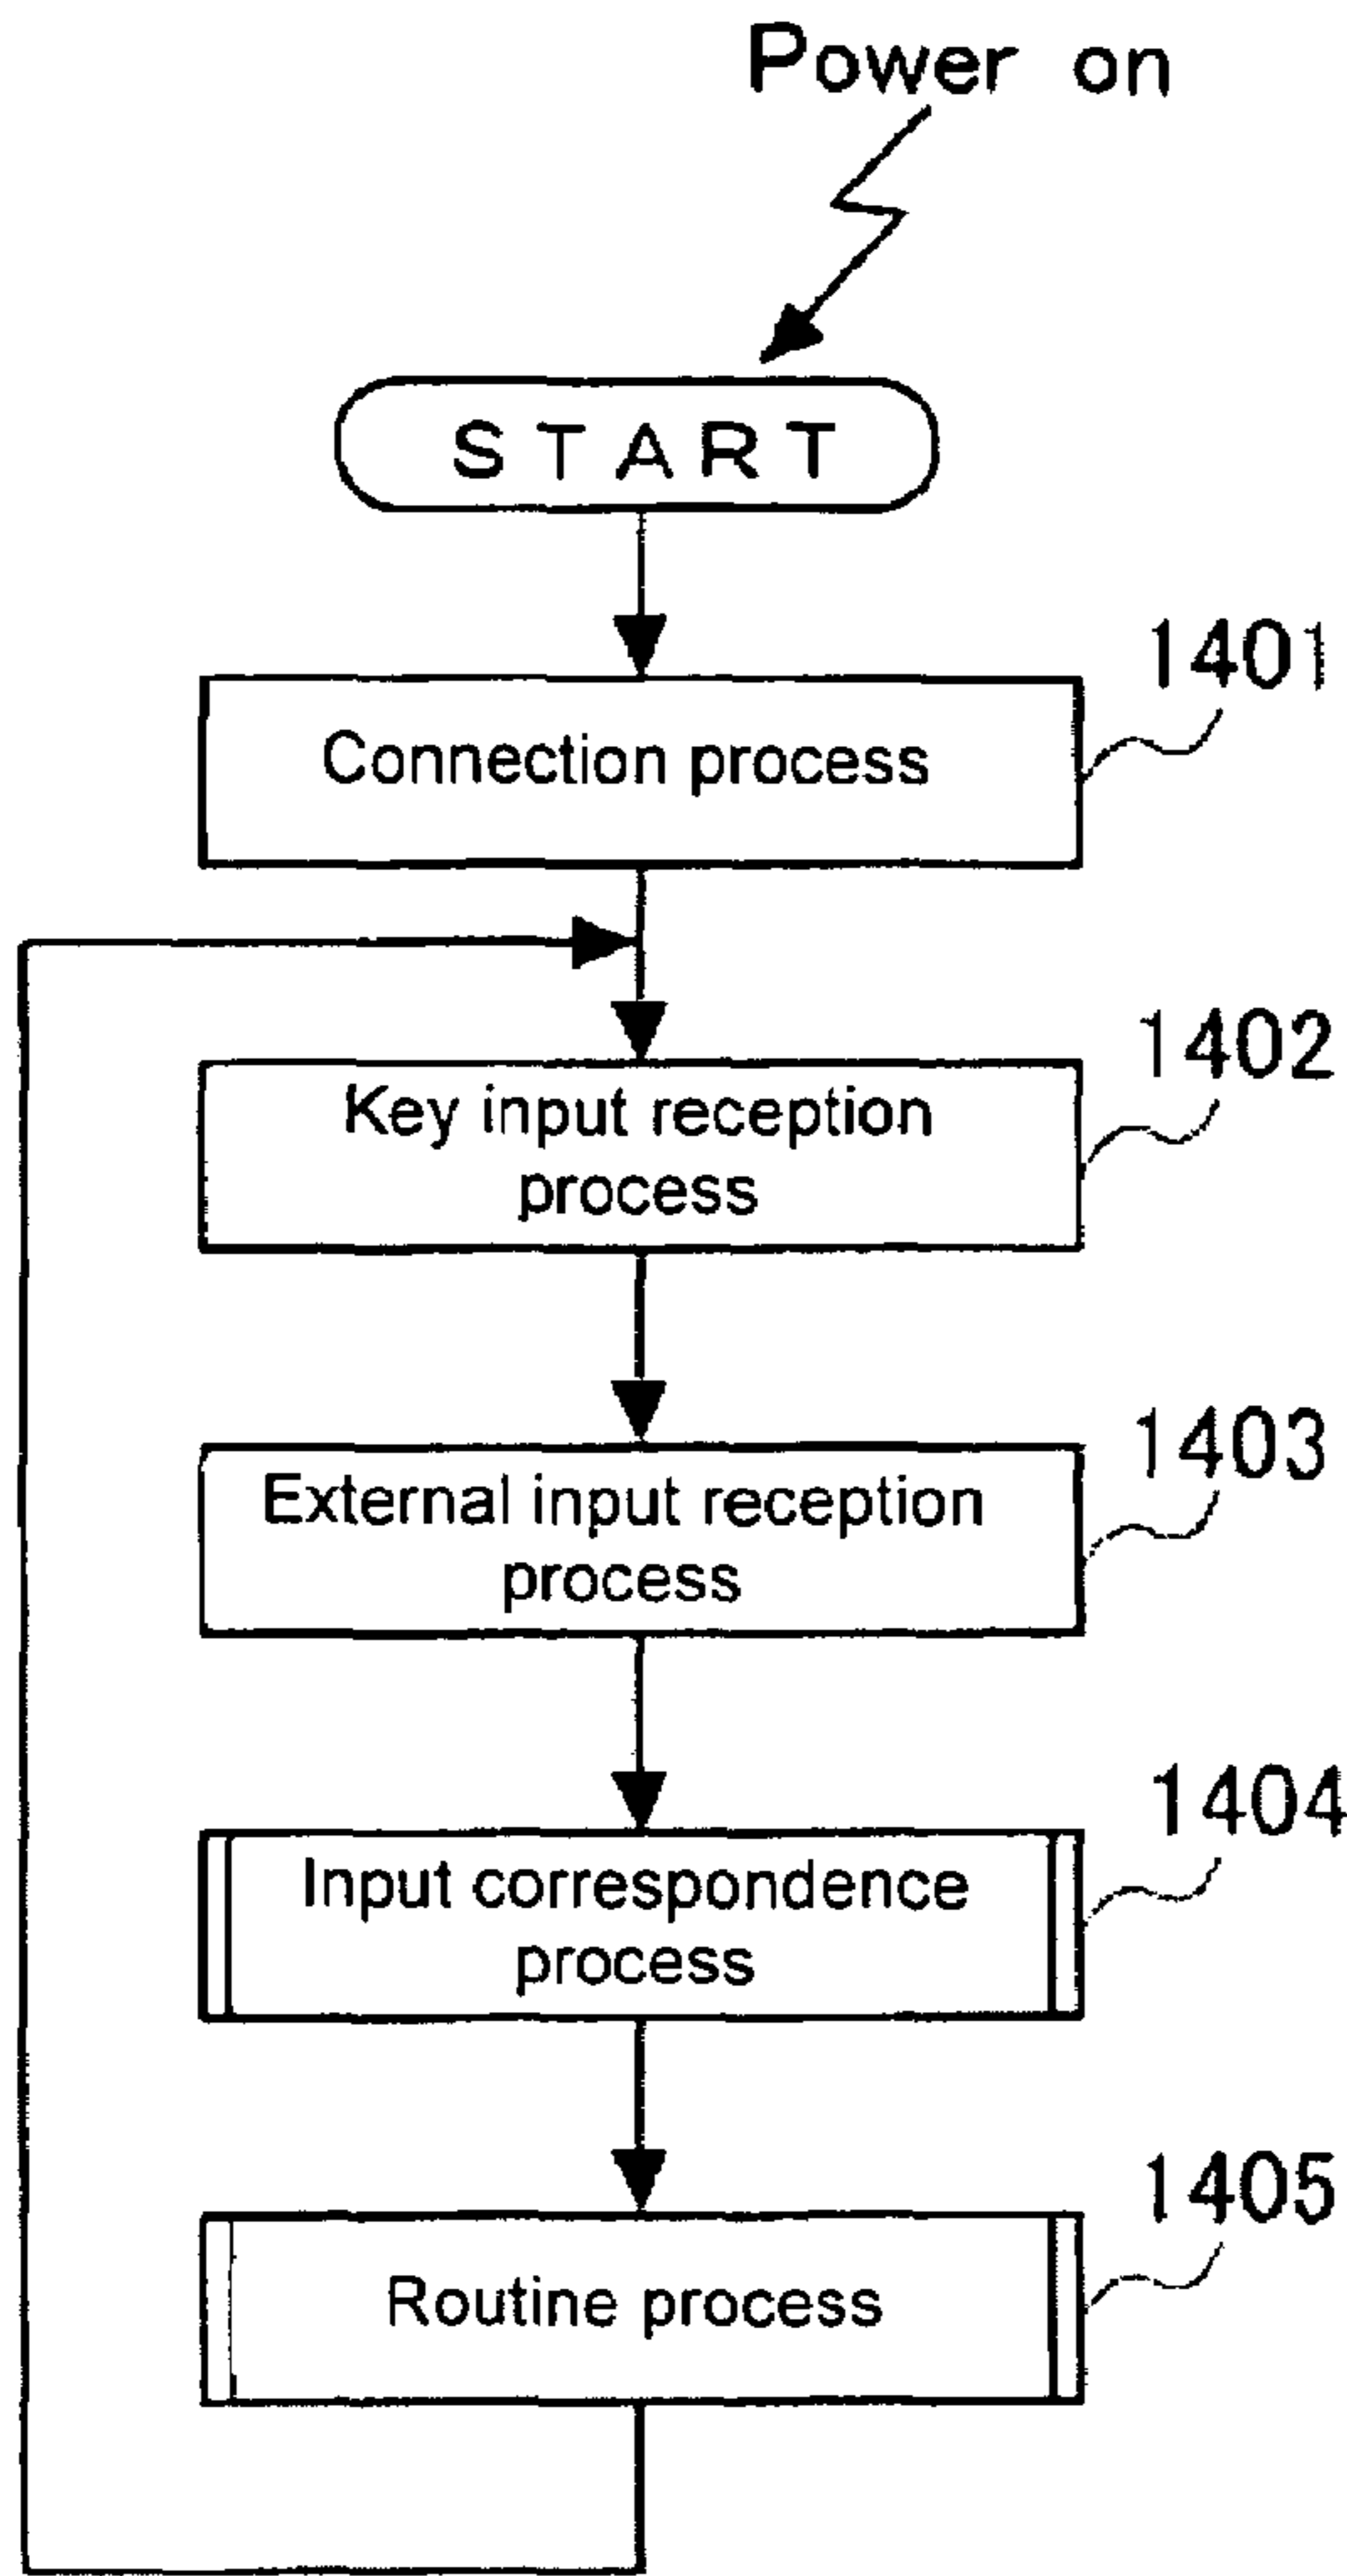 Power on
START
1401
Connection process
1402
Key input reception
process
1403
External input reception
process
1404
Input correspondence
process
1405
Routine process